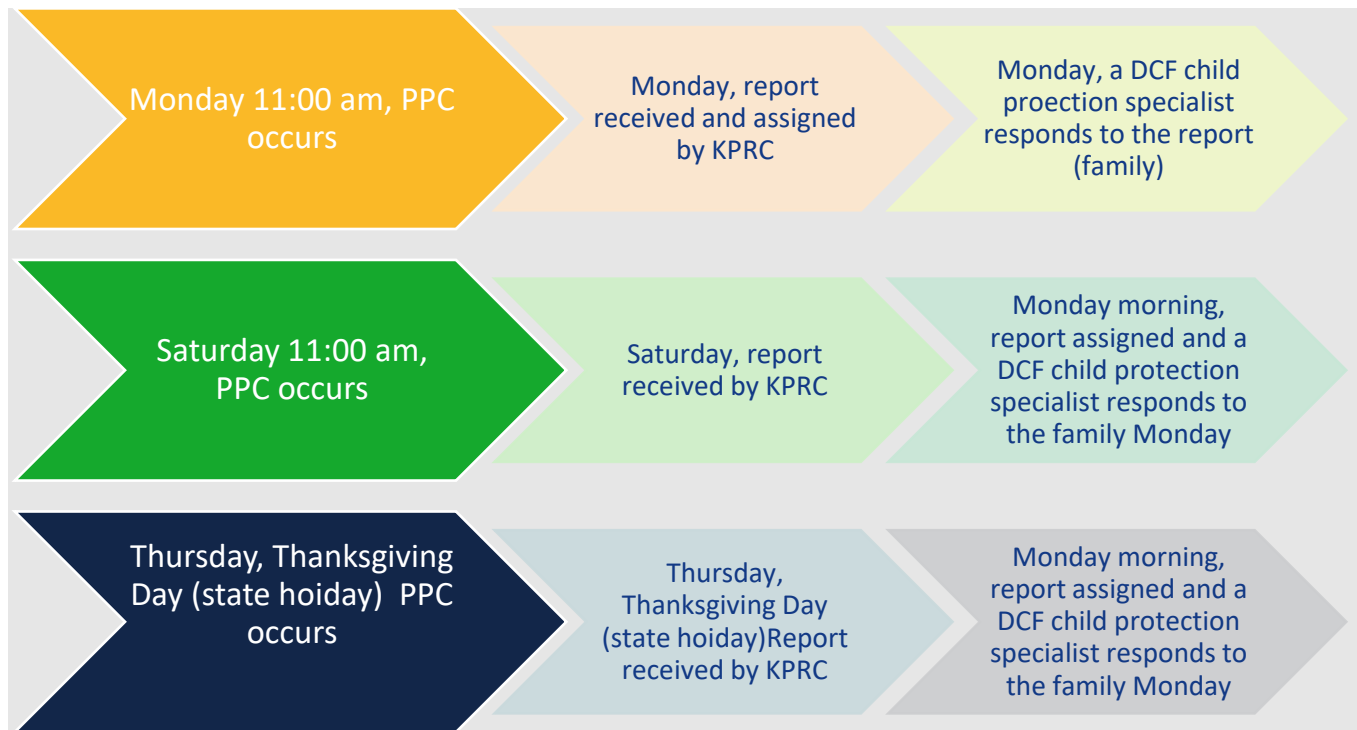 Monday 11:00 am, PPC
occurs
Monday, report
received and assigned
by KPRC
Monday, a DCF child
proection specialist
responds to the report
(family)
Saturday 11:00 am,
PPC occurs
Saturday, report
received by KPRC
Monday morning,
report assigned and a
DCF child protection
specialist responds to
the family Monday
Thursday, Thanksgiving
Day (state hoiday)  PPC
occurs
Thursday,
Thanksgiving Day
(state hoiday)Report
received by KPRC
Monday morning,
report assigned and a
DCF child protection
specialist responds to
the family Monday